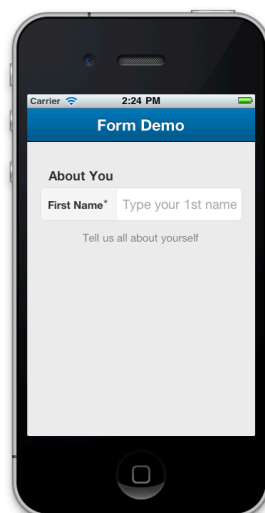 Carrier 2:24 PM
Form Demo
About You
First Name* Type your 1st name
Tell us all about yourself